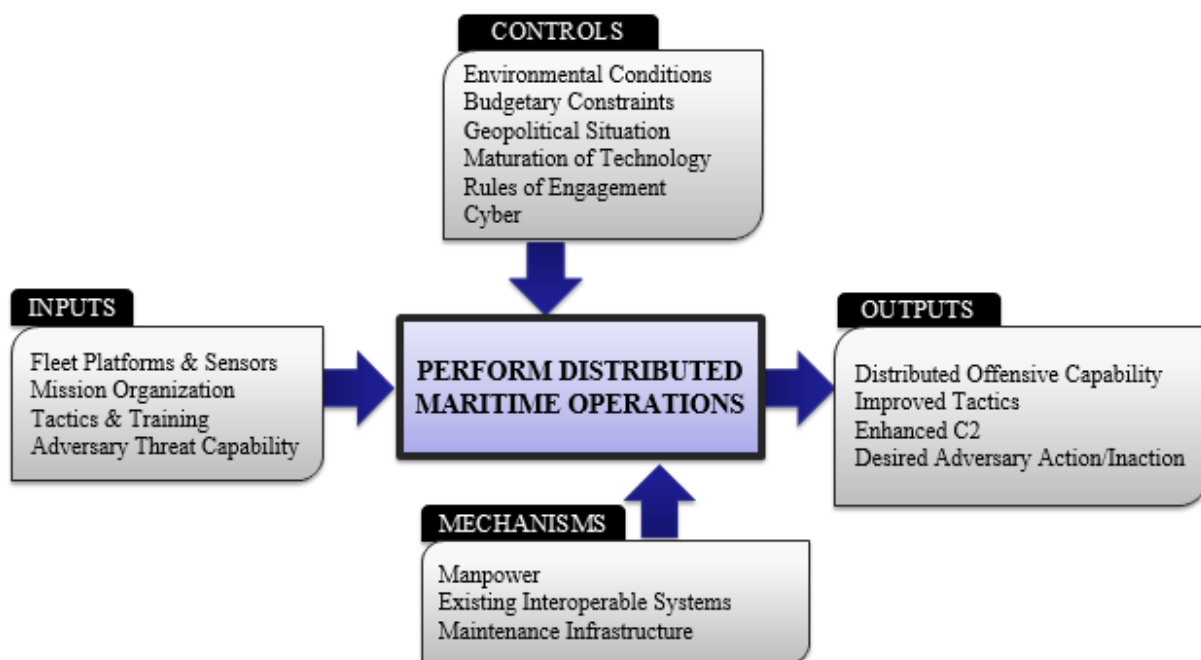 CONTROLS
Environmental Conditions
Budgetary Constraints
Geopolitical Situation
Maturation of Technology
Rules of Engagement
Cyber
INPUTS
Fleet Platforms & Sensors
Mission Organization
Tactics & Training
Adversary Threat Capability
PERFORM DISTRIBUTED
MARITIME OPERATIONS
OUTPUTS
Distributed Offensive Capability
Improved Tactics
Enhanced C2
Desired Adversary Action/Inaction
MECHANISMS
Manpower
Existing Interoperable Systems
Maintenance Infrastructure